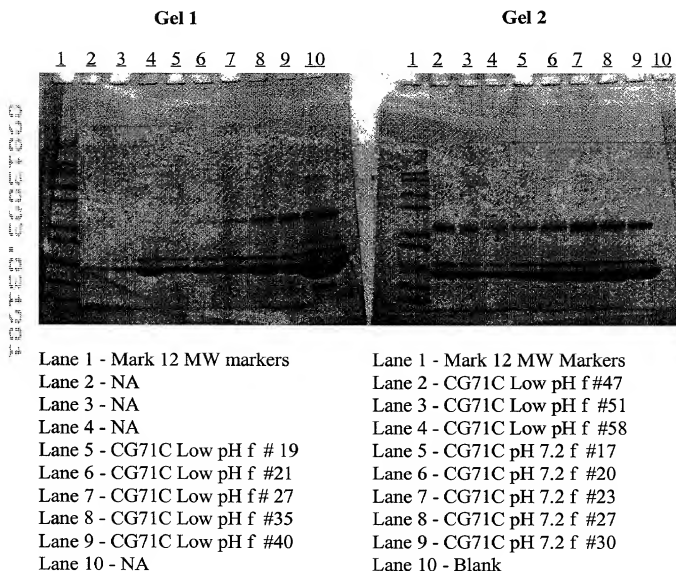 Gel 1
Gel 2
1 2 3 4 5 6 7 8 9 10
1 2 3 4 5 6 7 8 9 10
Lane 1 - Mark 12 MW markers
Lane 2 - NA
Lane 3 - NA
Lane 4 - NA
Lane 5 - CG71C Low pH f # 19
Lane 6 - CG71C Low pH f #21
Lane 7 - CG71C Low pH f # 27
Lane 8 - CG71C Low pH f #35
Lane 9 - CG71C Low pH f #40
Lane 10 - NA
Lane 1 - Mark 12 MW Markers
Lane 2 - CG71C Low pH f #47
Lane 3 - CG71C Low pH f #51
Lane 4 - CG71C Low pH f #58
Lane 5 - CG71C pH 7.2 f #17
Lane 6 - CG71C pH 7.2 f #20
Lane 7 - CG71C pH 7.2 f #23
Lane 8 - CG71C pH 7.2 f #27
Lane 9 - CG71C pH 7.2 f #30
Lane 10 - Blank